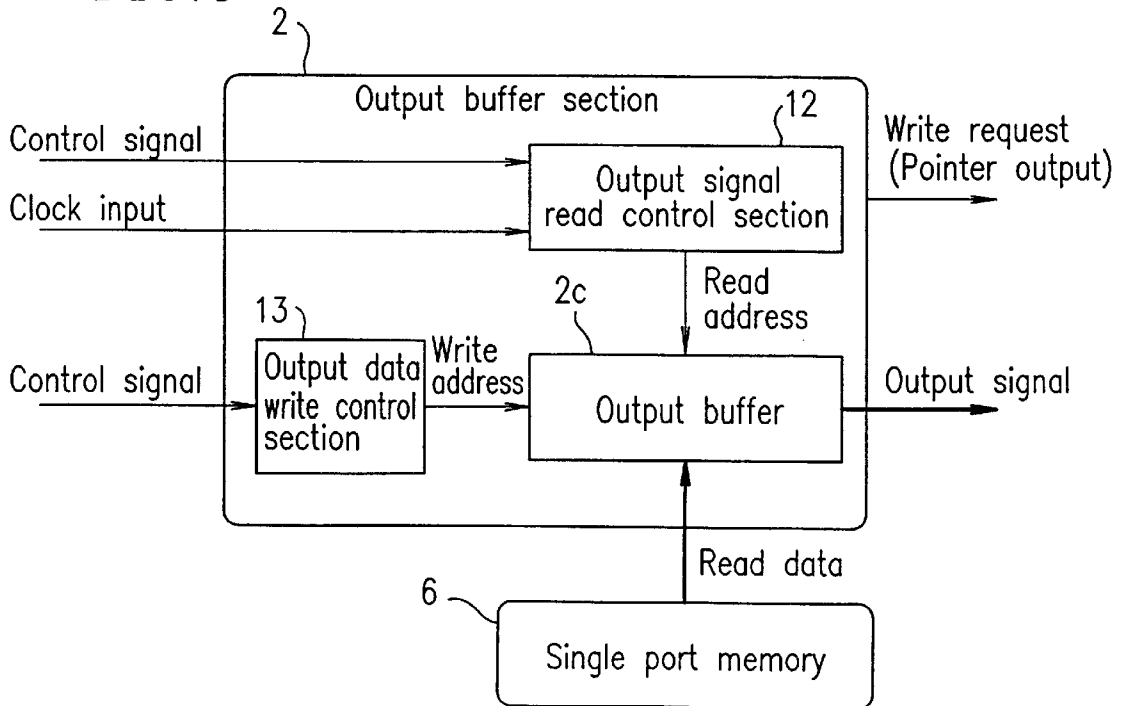 2
Output buffer section
12
Control signal
Write request
(Pointer output)
Output signal
read control section
Clock input
Read
address
2c
13
Write
address
Control signal
Output data
write control
section
Output buffer
Output signal
Read data
6
Single port memory